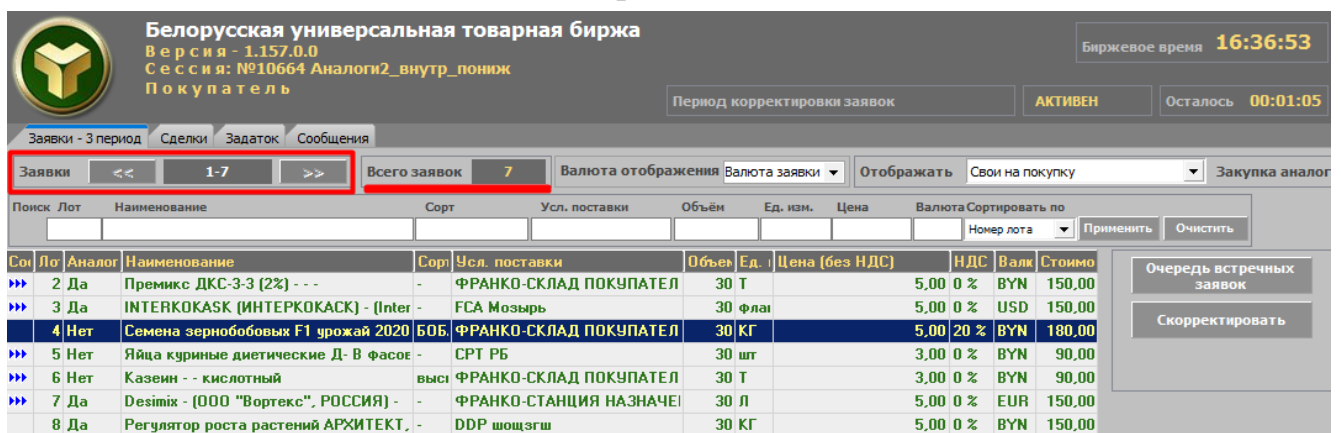 Белорусская универсальная товарная биржа
Версия - 1.157.0.0
Сессия: №10664 Аналоги2_внутр_пониж
Покупатель
Биржевое время 16:36:53
Период корректировки заявок АКТИВЕН Осталось 00:01:05
Заявки - 3 период Сделки Задаток Сообщения
Заявки << 1-7 >> Всего заявок 7 Валюта отображения Валюта заявки Отображать Свои на покупку Закупка аналог
Поиск Лот Наименование Сорт Усл. поставки Объём Ед. изм. Цена Валюта Сортировать по
Номер лота Применить Очистить
Соі Ло Аналог Наименование Сорт Усл. поставки Объем Ед. Цена (без НДС) НДС Валк Стоимо
2 Да Премикс ДКС-3-3 (2%) - - - - ФРАНКО-СКЛАД ПОКУПАТЕЛ 30 Т 5,00 0 % BYN 150,00
3 Да INTERKOKASK (ИНТЕРКОКАСК) - (Inter - FCA Мозырь 30 флаг 5,00 0 % USD 150,00
4 Нет Семена зернобобовых F1 урожай 2020 БОБ. ФРАНКО-СКЛАД ПОКУПАТЕЛ 30 КГ 5,00 20 % BYN 180,00
5 Нет Яйца куриные диетические Д- В фасов - СРТ РБ 30 шт 3,00 0 % BYN 90,00
6 Нет Казеин - - кислотный высі ФРАНКО-СКЛАД ПОКУПАТЕЛ 30 Т 3,00 0 % BYN 90,00
7 Да Desimix - (ООО "Вортекс", РОССИЯ) - - ФРАНКО-СТАНЦИЯ НАЗНАЧЕ 30 Л 5,00 0 % EUR 150,00
8 Да Регулятор роста растений АРХИТЕКТ, - DDP шощзгш 30 КГ 5,00 0 % BYN 150,00
Очередь встречных
заявок
Скорректировать